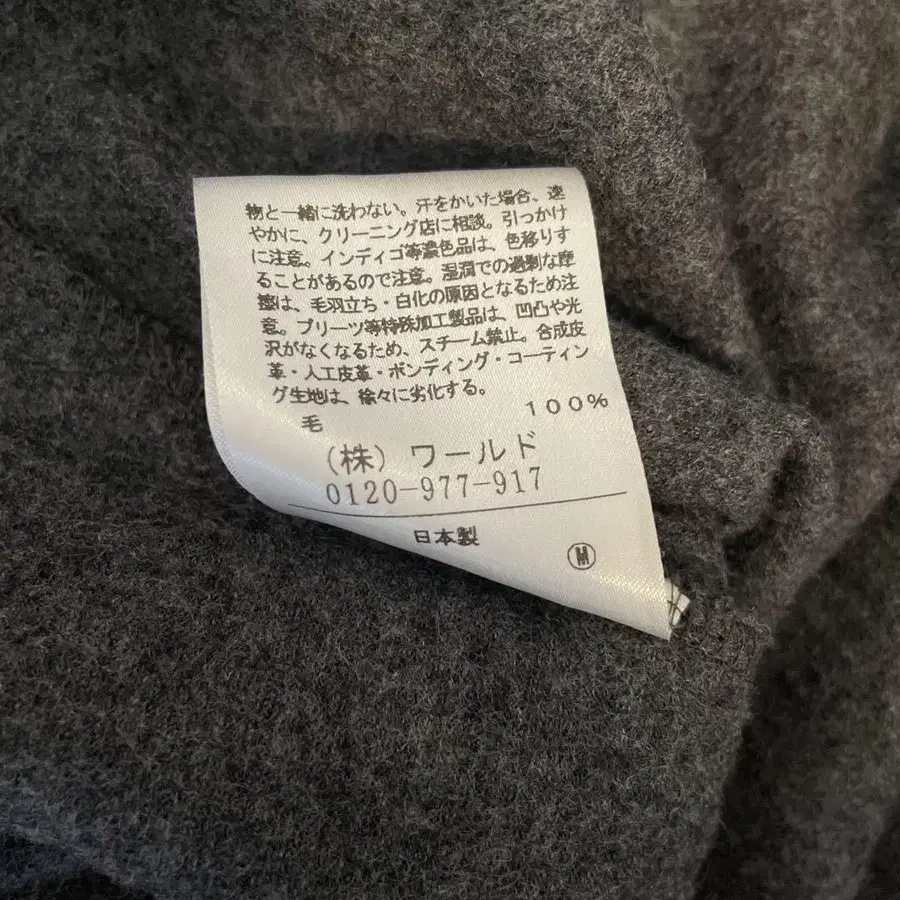 物と一緒に洗わない。汗をかいた場合、速
やかに、クリーニング店に相談。引っかけ
に注意。インディゴ等濃色品は、色移りす
ることがあるので注意。湿潤での過剰な摩
擦は、毛羽立ち・白化の原因となるため注
意。プリーツ等特殊加工製品は、凹凸や光
沢がなくなるため、スチーム禁止。合成皮
革・人工皮革・ボンディング・コーティン
グ生地は、徐々に劣化する。
毛 100%
(株) ワールド
0120-977-917
日本製
Ⓜ